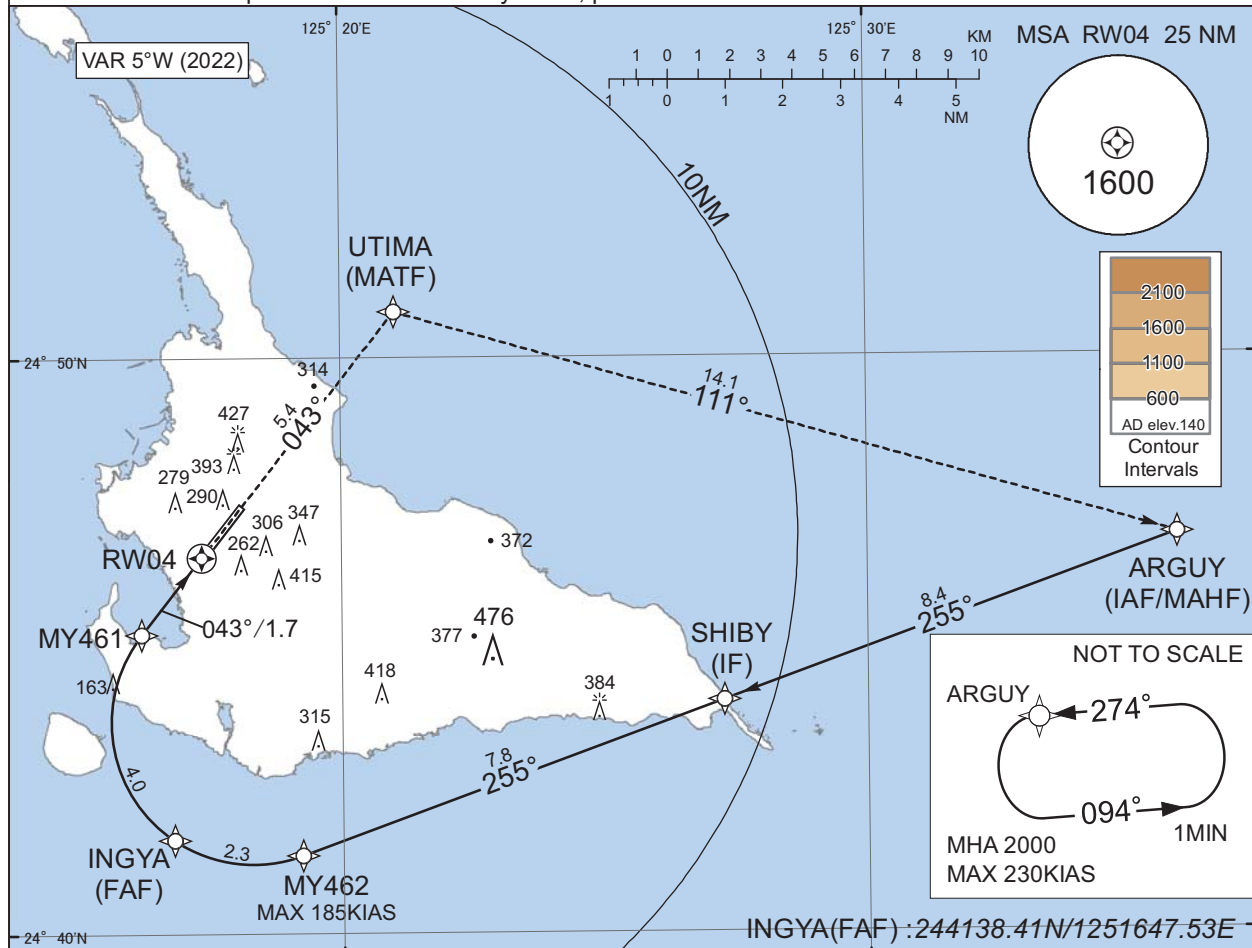 125° 20'E
125° 30'E
VAR 5°W (2022)
KM
1 0 1 2 3 4 5 6 7 8 9 10
1 0 1 2 3 4 5
NM
MSA RW04 25 NM
1600
10NM
UTIMA
(MATF)
2100
1600
1100
600
AD elev.140
Contour
Intervals
24° 50'N
314
14.1
111°
5.4
043°
427
393
279
290
306
347
262
415
372
RW04
ARGUY
(IAF/MAHF)
8.4
255°
043°/1.7
MY461
377
476
SHIBY
(IF)
163
418
384
315
7.8
255°
4.0
2.3
INGYA
(FAF)
MY462
MAX 185KIAS
NOT TO SCALE
ARGUY
274°
094°
1MIN
MHA 2000
MAX 230KIAS
24° 40'N
INGYA(FAF) :244138.41N/1251647.53E